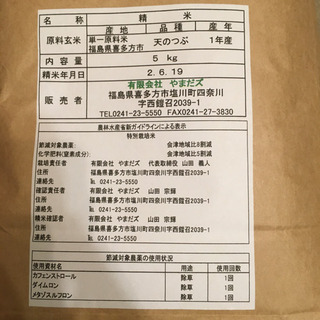 名称 精米
産地 品種 産年
原料玄米 単一原料米 天のつぶ 1年産
福島県喜多方市
内容量 5 kg
精米年月日 2.6.19
販売者 有限会社 やまだズ
福島県喜多方市塩川町四奈川
字西鎧召2039-1
TEL0241-23-5550 FAX0241-27-3830
農林水産省新ガイドラインによる表示
特別栽培米
節減対象農薬: 会津地域比8割減
化学肥料(窒素成分): 会津地域比5割減
栽培責任者 有限会社 やまだズ 代表取締役 山田 義人
住所 福島県喜多方市塩川町四奈川字西鎧召2039-1
連絡先 ℡ 0241-23-5550
確認責任者 有限会社 やまだズ 山田 宗輝
住所 福島県喜多方市塩川町四奈川字西鎧召2039-1
連絡先 ℡ 0241-23-5550
精米確認者 有限会社 やまだズ 山田 宗輝
住所 福島県喜多方市塩川町四奈川字西鎧召2039-1
連絡先 ℡ 0241-23-5550
節減対象農薬の使用状況
使用資材名 用途 使用回数
カフェンストロール 除草 1回
ダイムロン 除草 1回
メタゾスルフロン 除草 1回